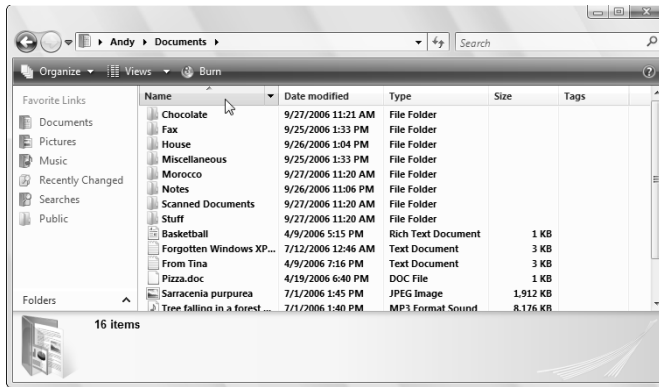 Andy Documents Search
Organize Views Burn
Favorite Links
Documents
Pictures
Music
Recently Changed
Searches
Public
Folders
Name Date modified Type Size Tags
Chocolate 9/27/2006 11:21 AM File Folder
Fax 9/25/2006 1:33 PM File Folder
House 9/26/2006 1:04 PM File Folder
Miscellaneous 9/25/2006 1:33 PM File Folder
Morocco 9/27/2006 11:20 AM File Folder
Notes 9/26/2006 11:06 PM File Folder
Scanned Documents 9/27/2006 11:20 AM File Folder
Stuff 9/27/2006 11:20 AM File Folder
Basketball 4/9/2006 5:15 PM Rich Text Document 1 KB
Forgotten Windows XP... 7/12/2006 12:46 AM Text Document 3 KB
From Tina 4/9/2006 7:16 PM Text Document 3 KB
Pizza.doc 4/19/2006 6:40 PM DOC File 1 KB
Sarracenia purpurea 7/1/2006 1:45 PM JPEG Image 1,912 KB
Tree falling in a forest ... 7/1/2006 1:40 PM MP3 Format Sound 8,176 KB
16 items